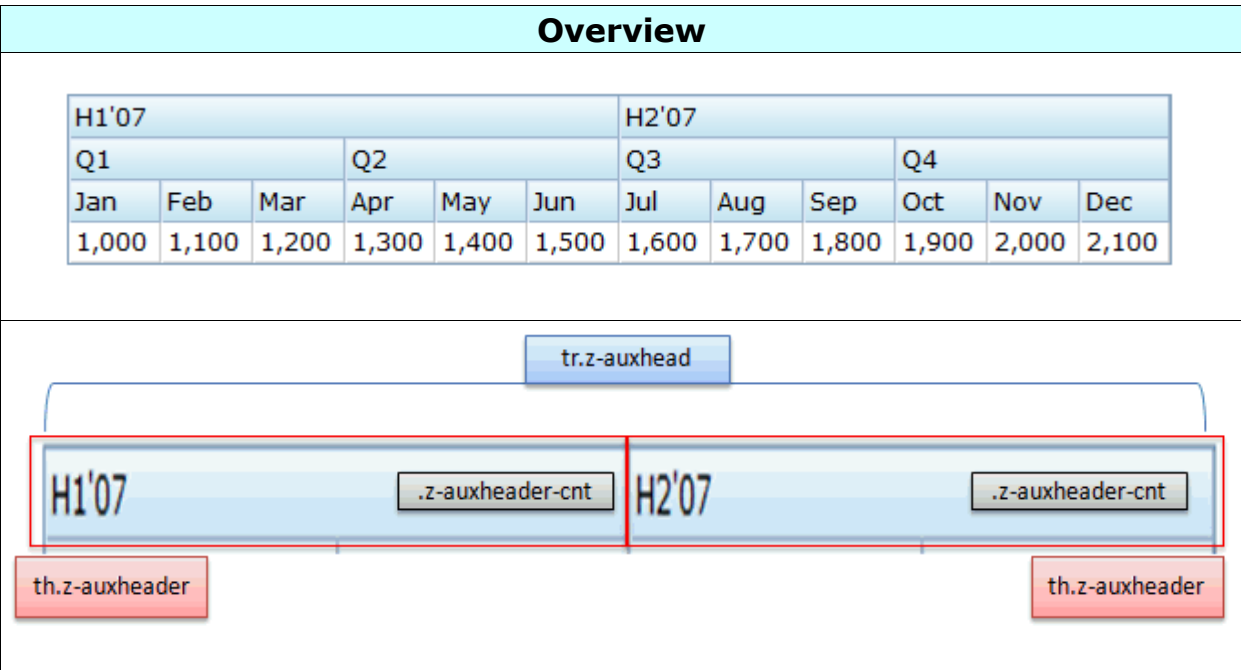 Overview
H1'07 H2'07
Q1 Q2 Q3 Q4
Jan Feb Mar Apr May Jun Jul Aug Sep Oct Nov Dec
1,000 1,100 1,200 1,300 1,400 1,500 1,600 1,700 1,800 1,900 2,000 2,100
tr.z-auxhead
H1'07 .z-auxheader-cnt H2'07 .z-auxheader-cnt
th.z-auxheader th.z-auxheader